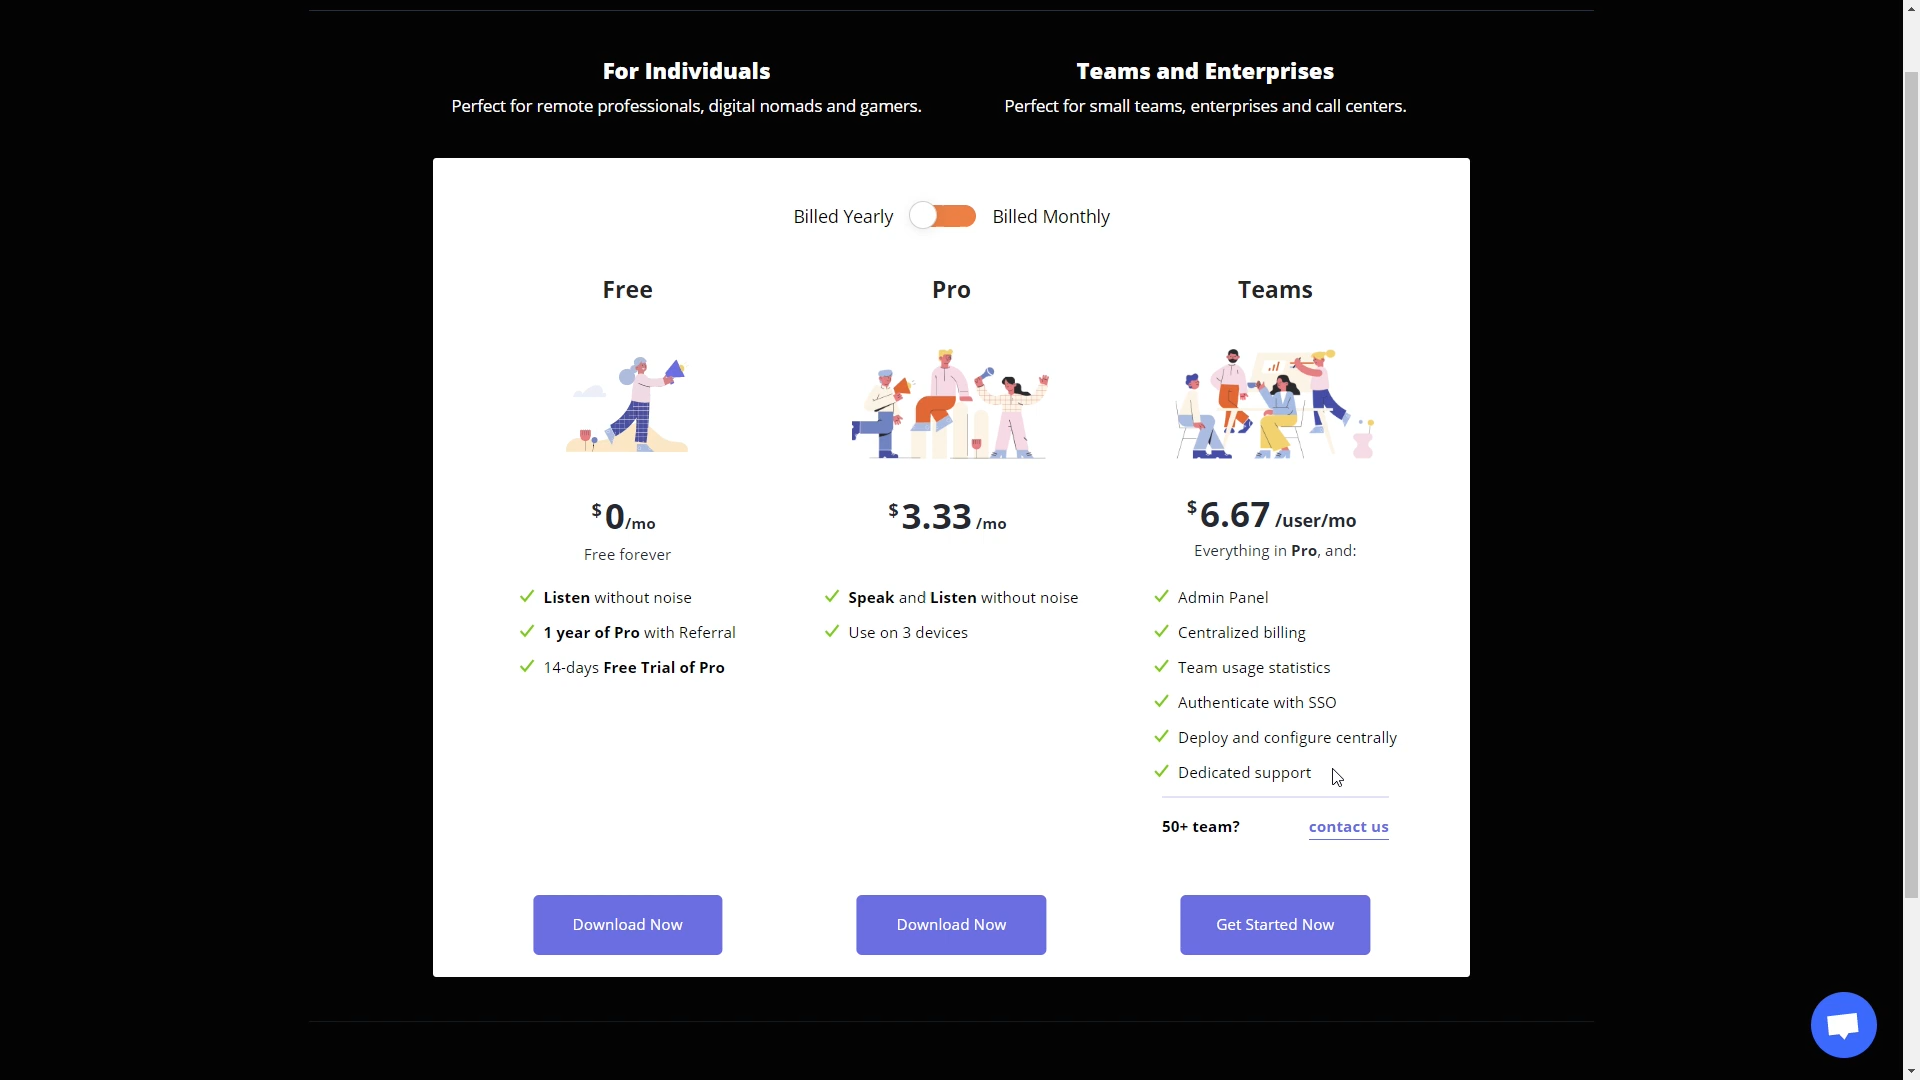 For Individuals
Perfect for remote professionals, digital nomads and gamers.
Teams and Enterprises
Perfect for small teams, enterprises and call centers.
Billed Yearly
Billed Monthly
Free
$0/mo
Free forever
Listen without noise
1 year of Pro with Referral
14-days Free Trial of Pro
Download Now
Pro
$3.33 /mo
Speak and Listen without noise
Use on 3 devices
Download Now
Teams
$6.67 /user/mo
Everything in Pro, and:
Admin Panel
Centralized billing
Team usage statistics
Authenticate with SSO
Deploy and configure centrally
Dedicated support
50+ team? contact us
Get Started Now